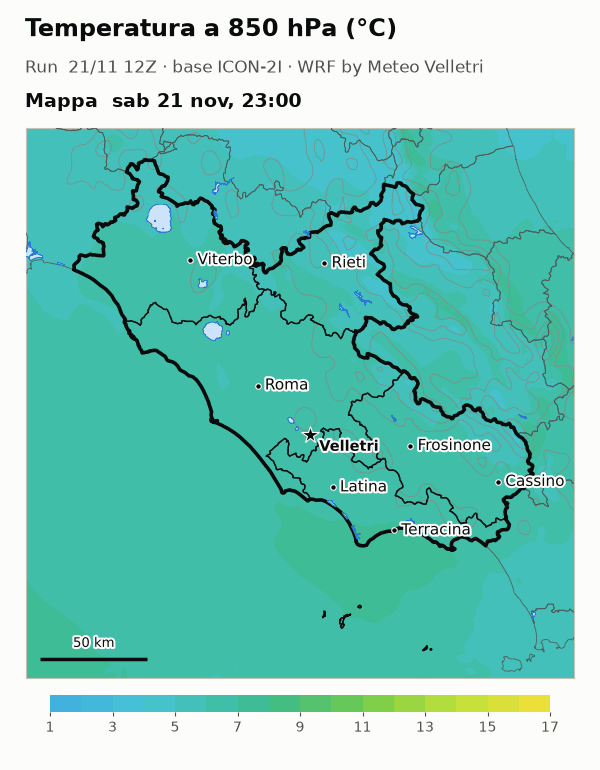 Temperatura a 850 hPa (°C)
Run  21/11 12Z · base ICON-2I · WRF by Meteo Velletri
Mappa  sab 21 nov, 23:00
Viterbo
Rieti
Roma
Velletri
Frosinone
Latina
Cassino
Terracina
50 km
1 3 5 7 9 11 13 15 17